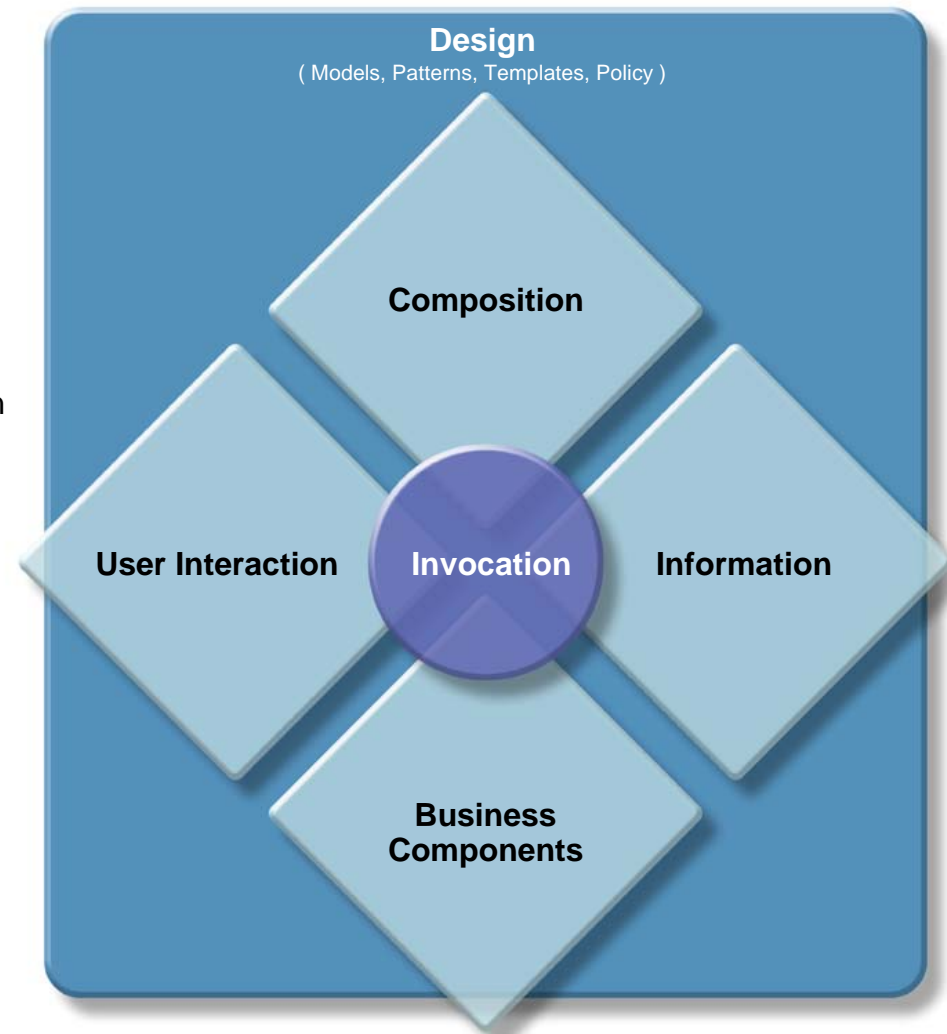 Design
( Models, Patterns, Templates, Policy )
Composition
User Interaction
Invocation
Information
Business
Components